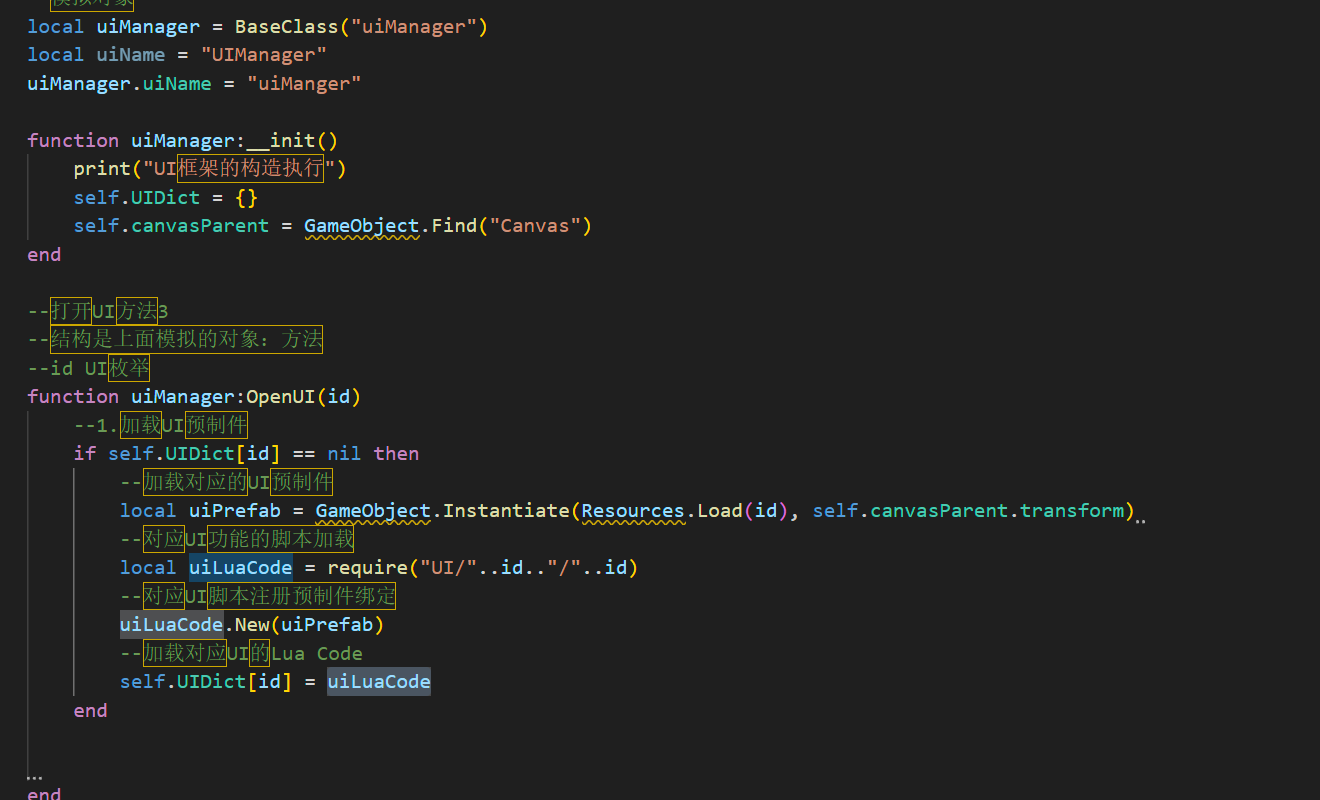 模拟对象
local uiManager = BaseClass("uiManager")
local uiName = "UIManager"
uiManager.uiName = "uiManger"
function uiManager:__init()
print("UI框架的构造执行")
self.UIDict = {}
self.canvasParent = GameObject.Find("Canvas")
end
--打开UI方法3
--结构是上面模拟的对象：方法
--id UI枚举
function uiManager:OpenUI(id)
--1.加载UI预制件
if self.UIDict[id] == nil then
--加载对应的UI预制件
local uiPrefab = GameObject.Instantiate(Resources.Load(id), self.canvasParent.transform)
--对应UI功能的脚本加载
local uiLuaCode = require("UI/"..id.."/"..id)
--对应UI脚本注册预制件绑定
uiLuaCode.New(uiPrefab)
--加载对应UI的Lua Code
self.UIDict[id] = uiLuaCode
end
end